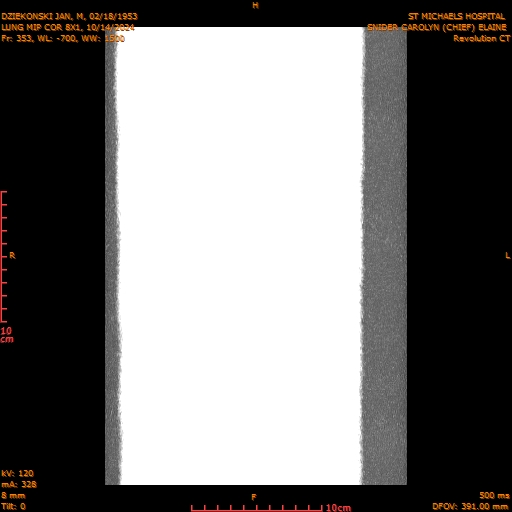 H
DZIEKONSKI JAN, M, 02/18/1953
LUNG MIP COR 8X1, 10/14/2024
Fr: 353, WL: -700, WW: 1500
ST MICHAELS HOSPITAL
SNIDER CAROLYN (CHIEF) ELAINE
Revolution CT
R
L
10
cm
kV: 120
mA: 328
8 mm
Tilt: 0
F
10cm
500 ms
DFOV: 391.00 mm